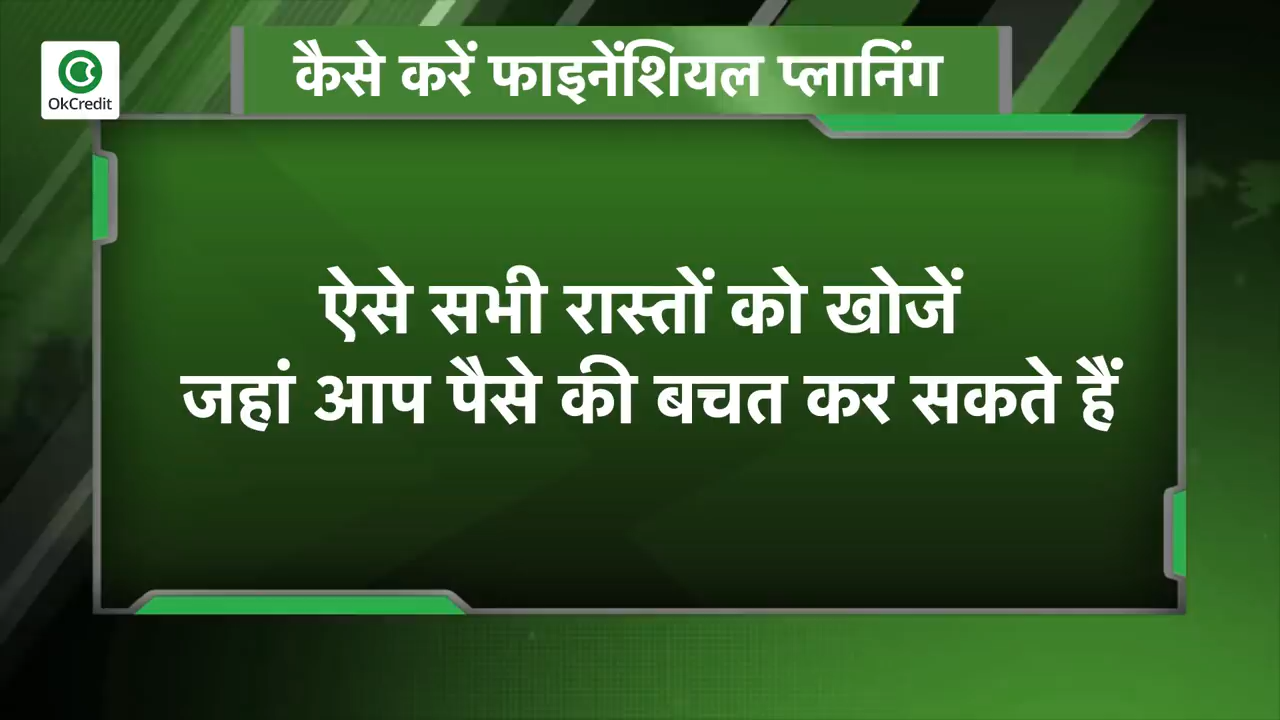 कैसे करें फाइनेंशियल प्लानिंग
OkCredit
ऐसे सभी रास्तों को खोजें
जहां आप पैसे की बचत कर सकते हैं